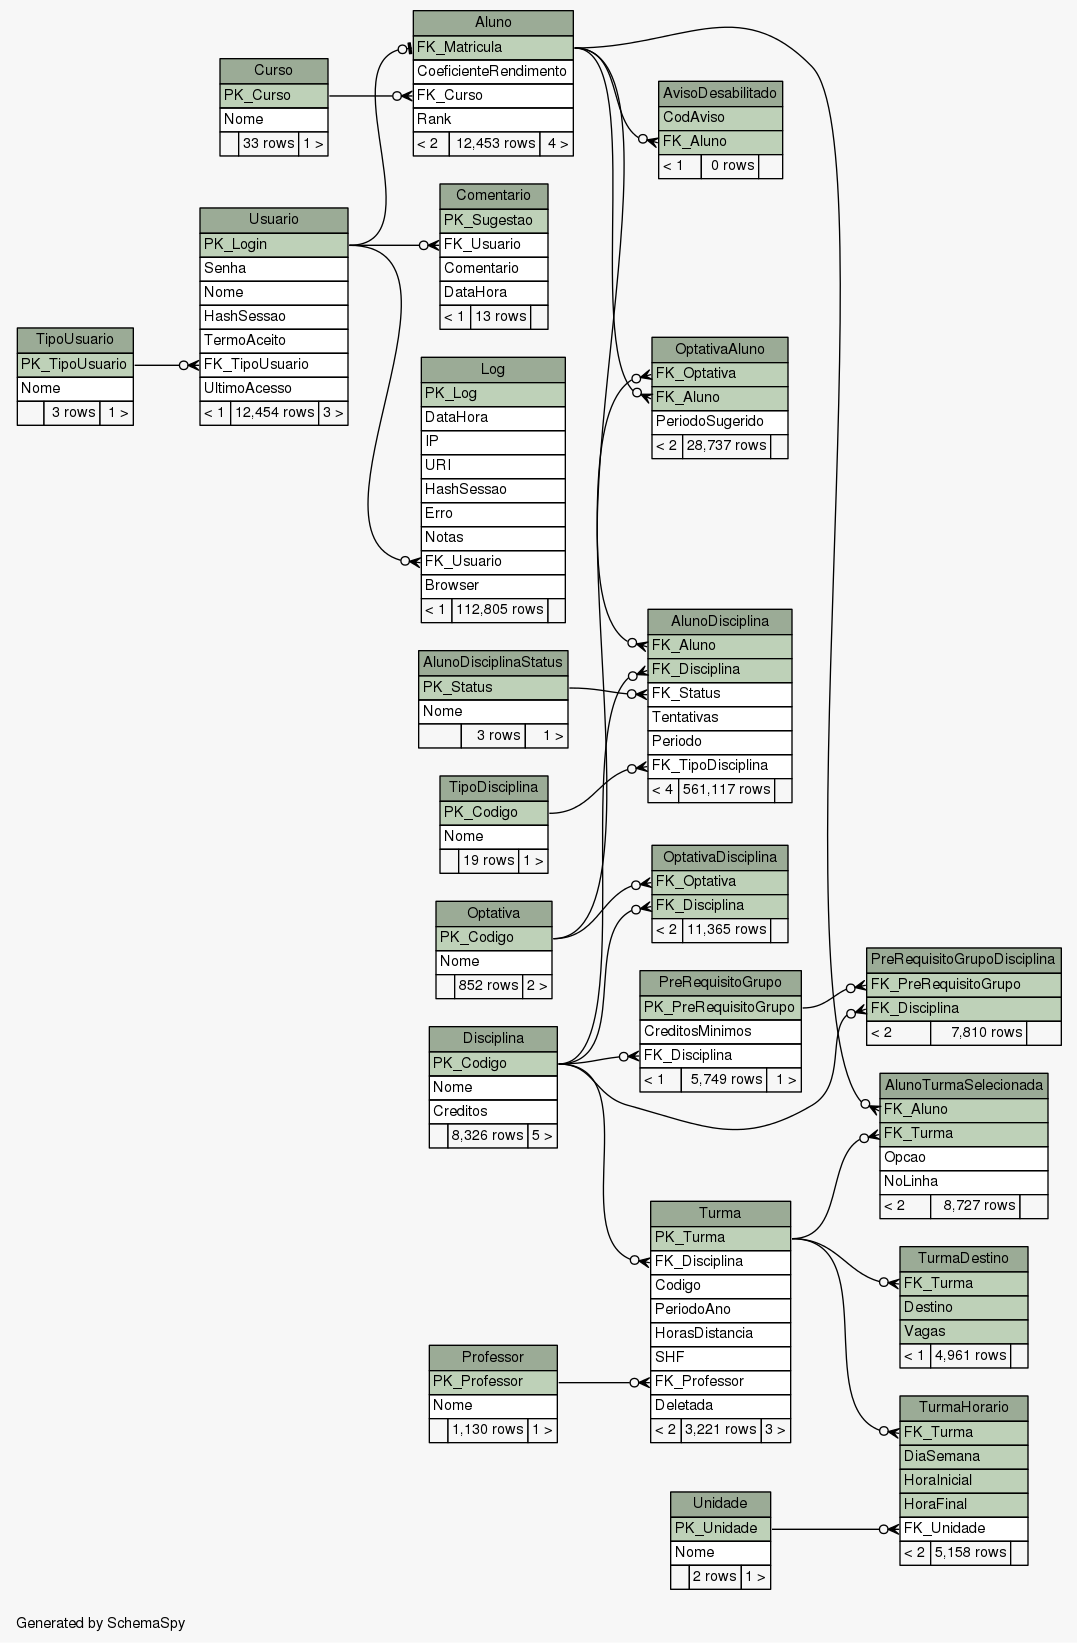 Aluno
FK_Matricula
CoeficienteRendimento
FK_Curso
Rank
< 2 12,453 rows 4 >
Curso
PK_Curso
Nome
33 rows 1 >
AvisoDesabilitado
CodAviso
FK_Aluno
< 1 0 rows
Comentario
PK_Sugestao
FK_Usuario
Comentario
DataHora
< 1 13 rows
Usuario
PK_Login
Senha
Nome
HashSessao
TermoAceito
FK_TipoUsuario
UltimoAcesso
< 1 12,454 rows 3 >
TipoUsuario
PK_TipoUsuario
Nome
3 rows 1 >
OptativaAluno
FK_Optativa
FK_Aluno
PeriodoSugerido
< 2 28,737 rows
Log
PK_Log
DataHora
IP
URI
HashSessao
Erro
Notas
FK_Usuario
Browser
< 1 112,805 rows
AlunoDisciplina
FK_Aluno
FK_Disciplina
FK_Status
Tentativas
Periodo
FK_TipoDisciplina
< 4 561,117 rows
AlunoDisciplinaStatus
PK_Status
Nome
3 rows 1 >
TipoDisciplina
PK_Codigo
Nome
19 rows 1 >
OptativaDisciplina
FK_Optativa
FK_Disciplina
< 2 11,365 rows
Optativa
PK_Codigo
Nome
852 rows 2 >
PreRequisitoGrupoDisciplina
FK_PreRequisitoGrupo
FK_Disciplina
< 2 7,810 rows
PreRequisitoGrupo
PK_PreRequisitoGrupo
CreditosMinimos
FK_Disciplina
< 1 5,749 rows 1 >
Disciplina
PK_Codigo
Nome
Creditos
8,326 rows 5 >
AlunoTurmaSelecionada
FK_Aluno
FK_Turma
Opcao
NoLinha
< 2 8,727 rows
Turma
PK_Turma
FK_Disciplina
Codigo
PeriodoAno
HorasDistancia
SHF
FK_Professor
Deletada
< 2 3,221 rows 3 >
TurmaDestino
FK_Turma
Destino
Vagas
< 1 4,961 rows
Professor
PK_Professor
Nome
1,130 rows 1 >
TurmaHorario
FK_Turma
DiaSemana
HoraInicial
HoraFinal
FK_Unidade
< 2 5,158 rows
Unidade
PK_Unidade
Nome
2 rows 1 >
Generated by SchemaSpy